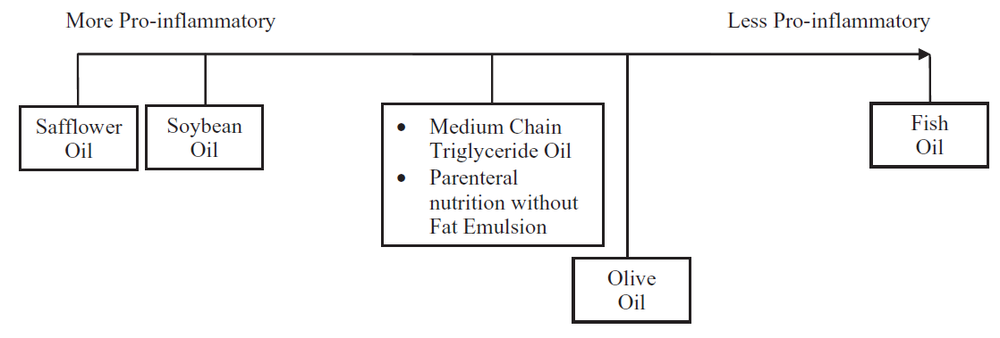 More Pro-inflammatory
Less Pro-inflammatory
Safflower
Oil
Soybean
Oil
• Medium Chain
Triglyceride Oil
• Parenteral
nutrition without
Fat Emulsion
Olive
Oil
Fish
Oil